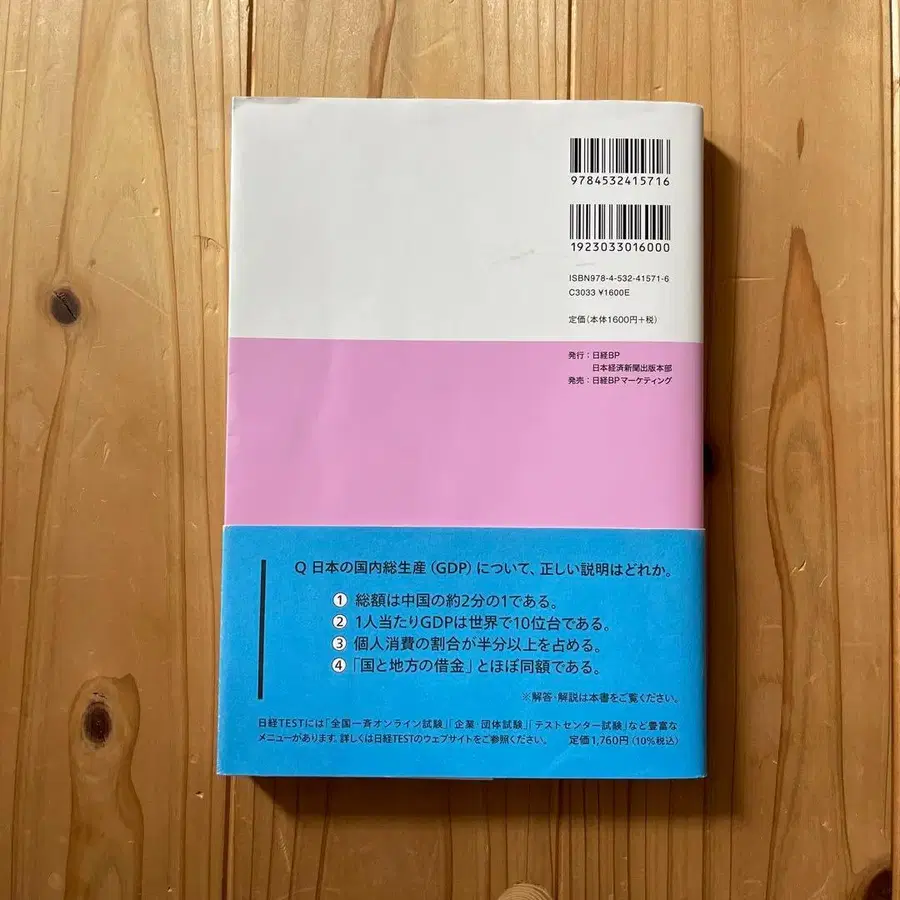 9784532415716
1923033016000
ISBN978-4-532-41571-6
C3033 ¥1600E
定価(本体1600円+税)
発行：日経BP
日本経済新聞出版本部
発売：日経BPマーケティング
Q 日本の国内総生産（GDP）について、正しい説明はどれか。
① 総額は中国の約2分の1である。
② 1人当たりGDPは世界で10位台である。
③ 個人消費の割合が半分以上を占める。
④ 「国と地方の借金」とほぼ同額である。
※解答・解説は本書をご覧ください。
日経TESTには「全国一斉オンライン試験」「企業・団体試験」「テストセンター試験」など豊富な
メニューがあります。詳しくは日経TESTのウェブサイトをご参照ください。 定価1,760円（10%税込）